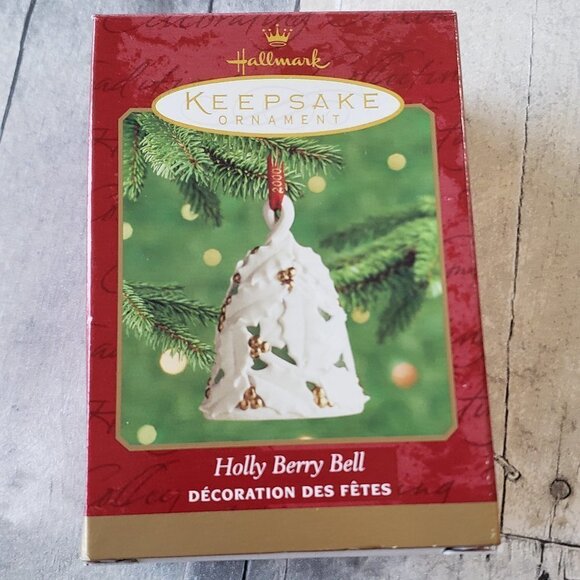 Hallmark
KEEPSAKE
ORNAMENT
2000
Holly Berry Bell
DÉCORATION DES FÊTES